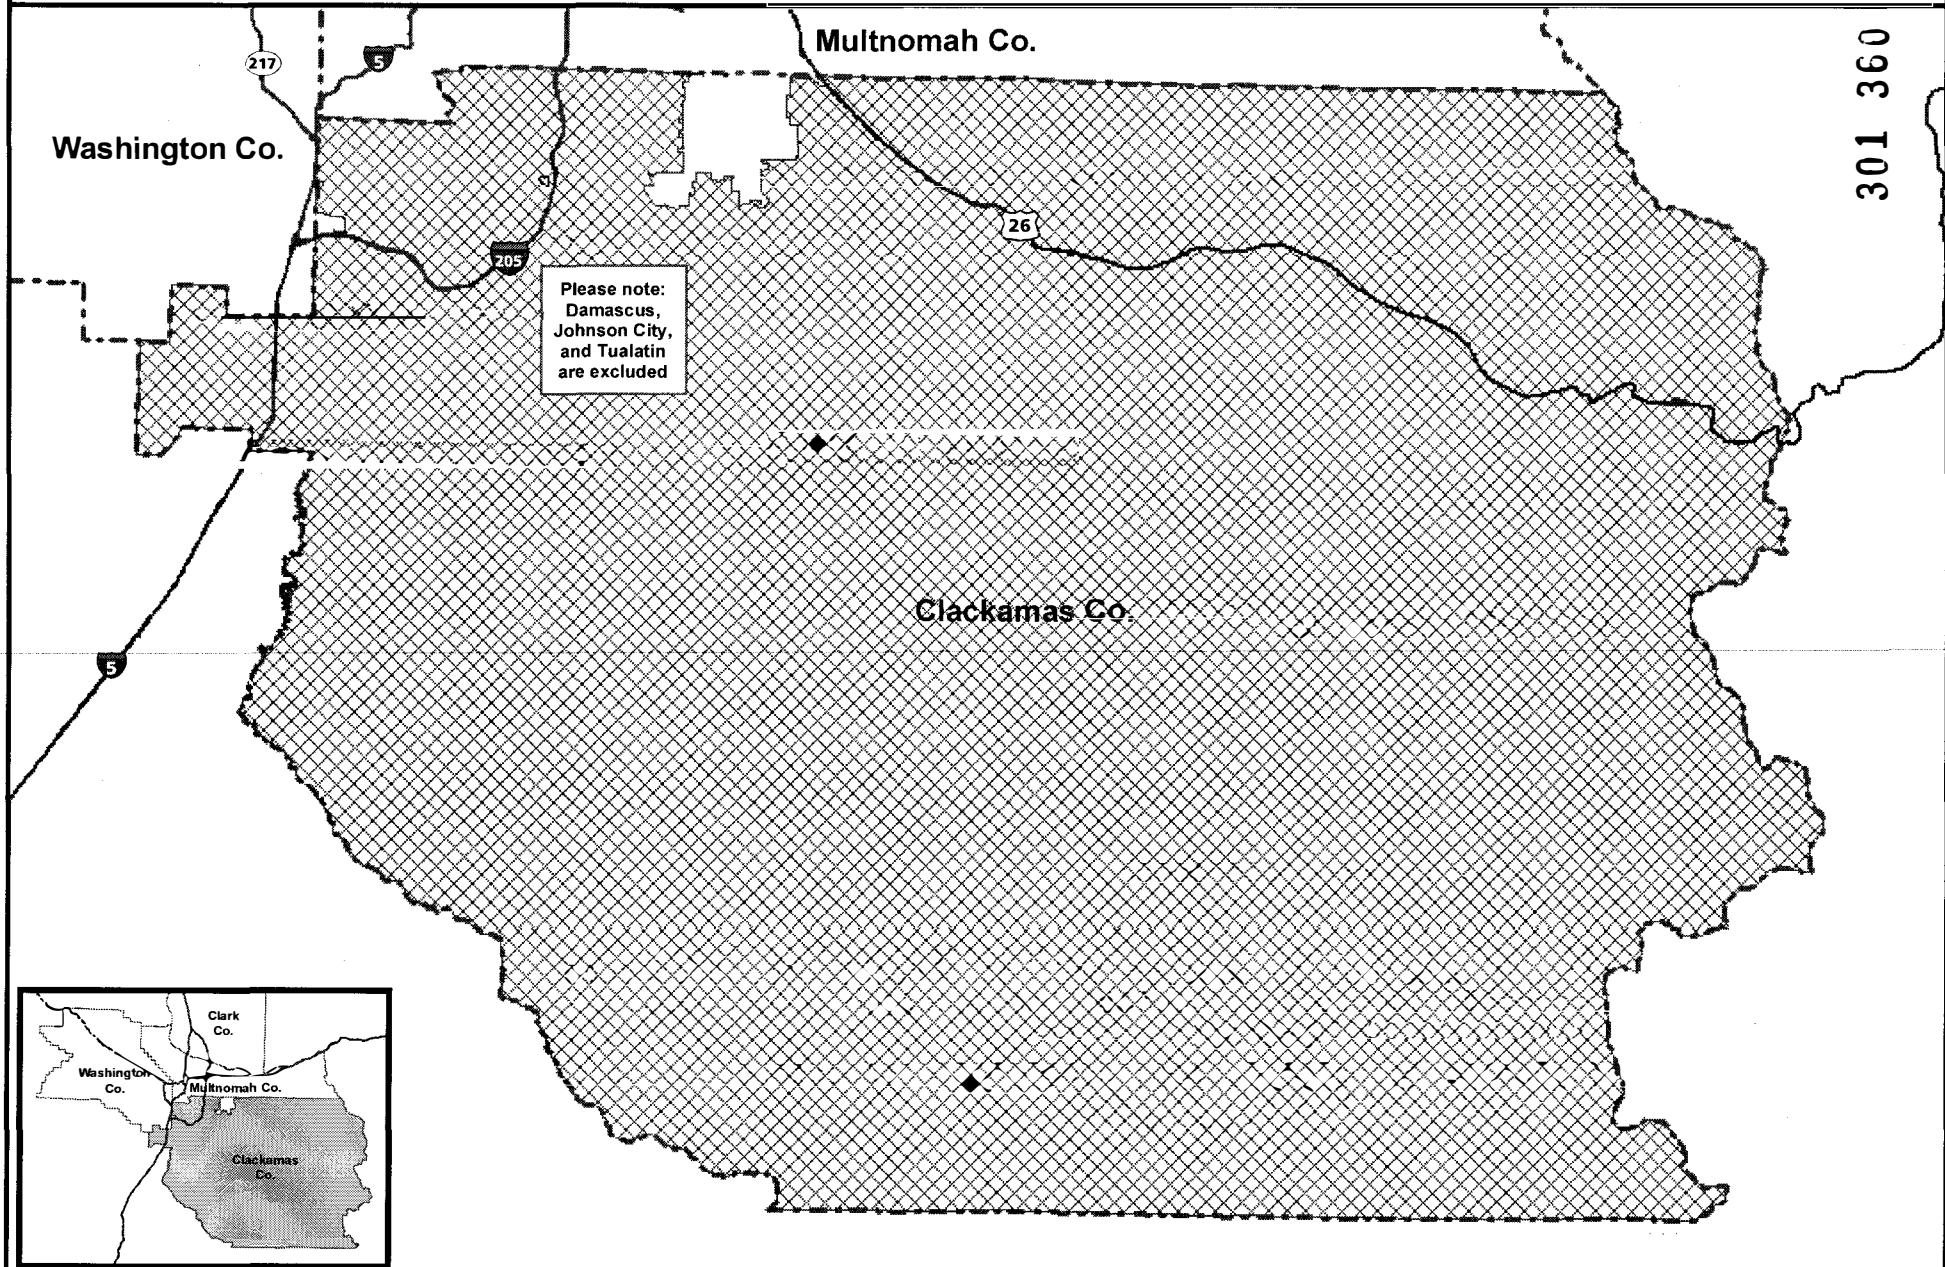 Multnomah Co.
217
5
301 360
Washington Co.
26
205
Please note:
Damascus,
Johnson City,
and Tualatin
are excluded
Clackamas Co.
5
Clark
Co.
Washington
Co.
Multnomah Co.
Clackamas
Co.